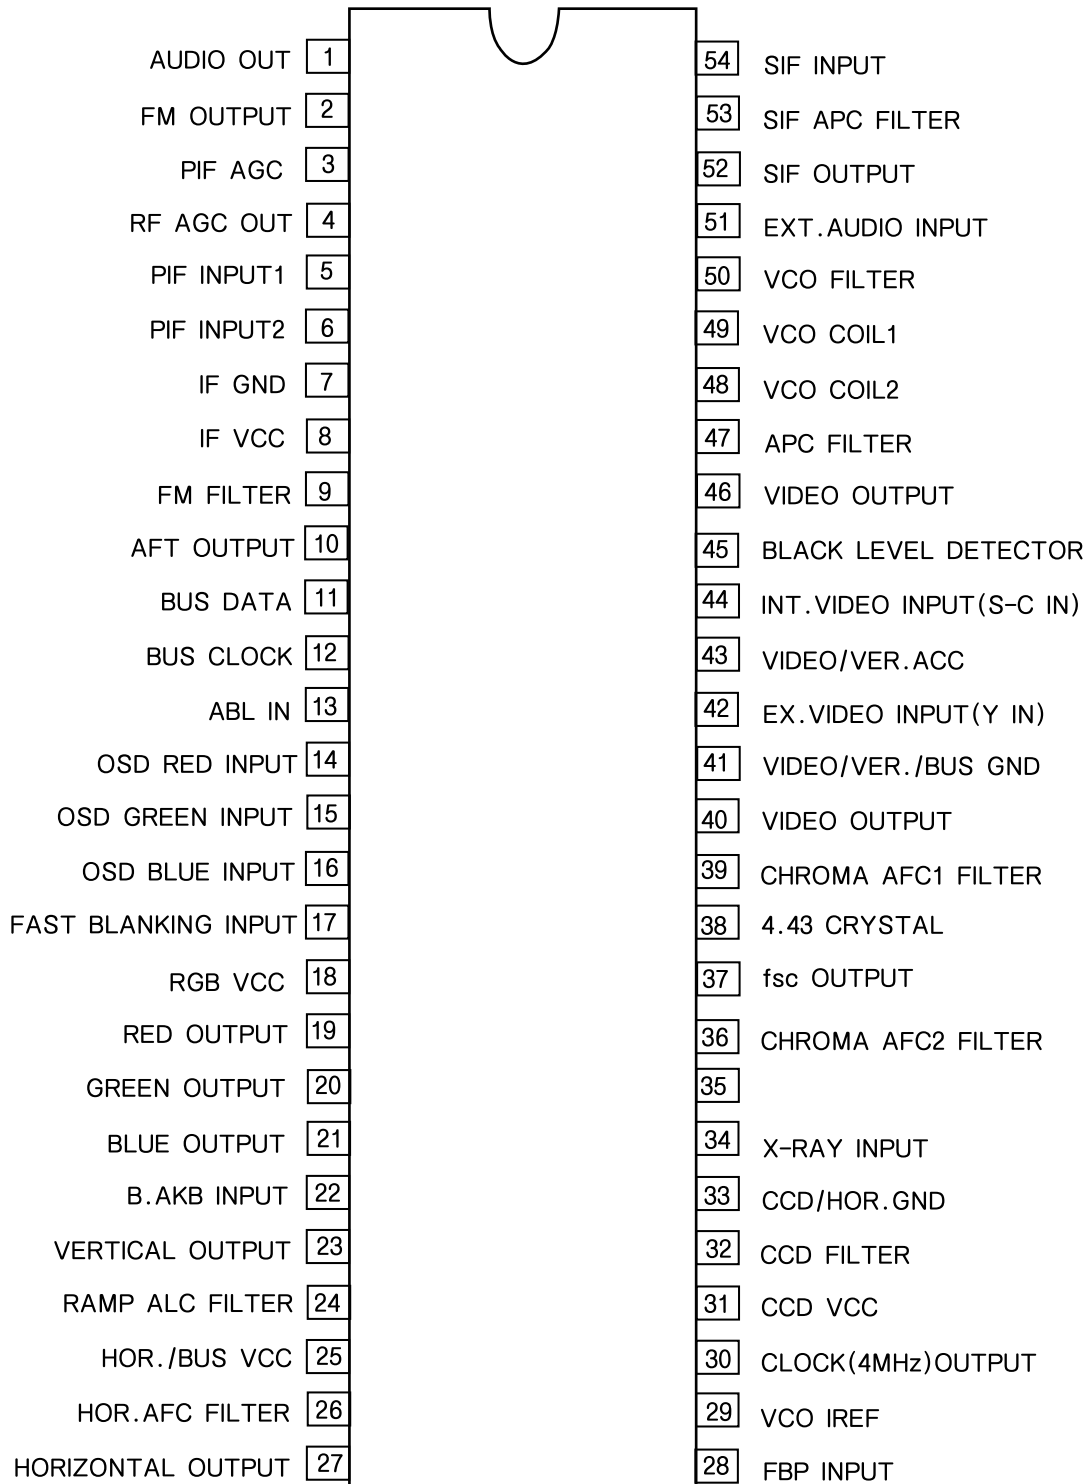 AUDIO OUT 1
FM OUTPUT 2
PIF AGC 3
RF AGC OUT 4
PIF INPUT1 5
PIF INPUT2 6
IF GND 7
IF VCC 8
FM FILTER 9
AFT OUTPUT 10
BUS DATA 11
BUS CLOCK 12
ABL IN 13
OSD RED INPUT 14
OSD GREEN INPUT 15
OSD BLUE INPUT 16
FAST BLANKING INPUT 17
RGB VCC 18
RED OUTPUT 19
GREEN OUTPUT 20
BLUE OUTPUT 21
B.AKB INPUT 22
VERTICAL OUTPUT 23
RAMP ALC FILTER 24
HOR./BUS VCC 25
HOR.AFC FILTER 26
HORIZONTAL OUTPUT 27
54 SIF INPUT
53 SIF APC FILTER
52 SIF OUTPUT
51 EXT.AUDIO INPUT
50 VCO FILTER
49 VCO COIL1
48 VCO COIL2
47 APC FILTER
46 VIDEO OUTPUT
45 BLACK LEVEL DETECTOR
44 INT.VIDEO INPUT(S-C IN)
43 VIDEO/VER.ACC
42 EX.VIDEO INPUT(Y IN)
41 VIDEO/VER./BUS GND
40 VIDEO OUTPUT
39 CHROMA AFC1 FILTER
38 4.43 CRYSTAL
37 fsc OUTPUT
36 CHROMA AFC2 FILTER
35
34 X-RAY INPUT
33 CCD/HOR.GND
32 CCD FILTER
31 CCD VCC
30 CLOCK(4MHz)OUTPUT
29 VCO IREF
28 FBP INPUT